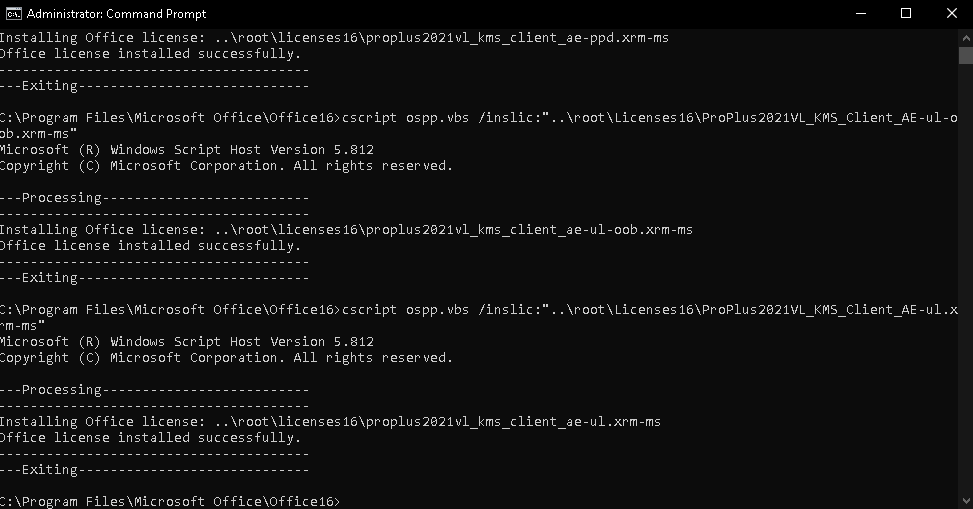 Administrator: Command Prompt
Installing Office license: ..\root\licenses16\proplus2021vl_kms_client_ae-ppd.xrm-ms
Office license installed successfully.
---------------------------------------
---Exiting-----------------------------
C:\Program Files\Microsoft Office\Office16>cscript ospp.vbs /inslic:"..\root\Licenses16\ProPlus2021VL_KMS_Client_AE-ul-o
ob.xrm-ms"
Microsoft (R) Windows Script Host Version 5.812
Copyright (C) Microsoft Corporation. All rights reserved.
---Processing--------------------------
---------------------------------------
Installing Office license: ..\root\licenses16\proplus2021vl_kms_client_ae-ul-oob.xrm-ms
Office license installed successfully.
---------------------------------------
---Exiting-----------------------------
C:\Program Files\Microsoft Office\Office16>cscript ospp.vbs /inslic:"..\root\Licenses16\ProPlus2021VL_KMS_Client_AE-ul.x
rm-ms"
Microsoft (R) Windows Script Host Version 5.812
Copyright (C) Microsoft Corporation. All rights reserved.
---Processing--------------------------
---------------------------------------
Installing Office license: ..\root\licenses16\proplus2021vl_kms_client_ae-ul.xrm-ms
Office license installed successfully.
---------------------------------------
---Exiting-----------------------------
C:\Program Files\Microsoft Office\Office16>